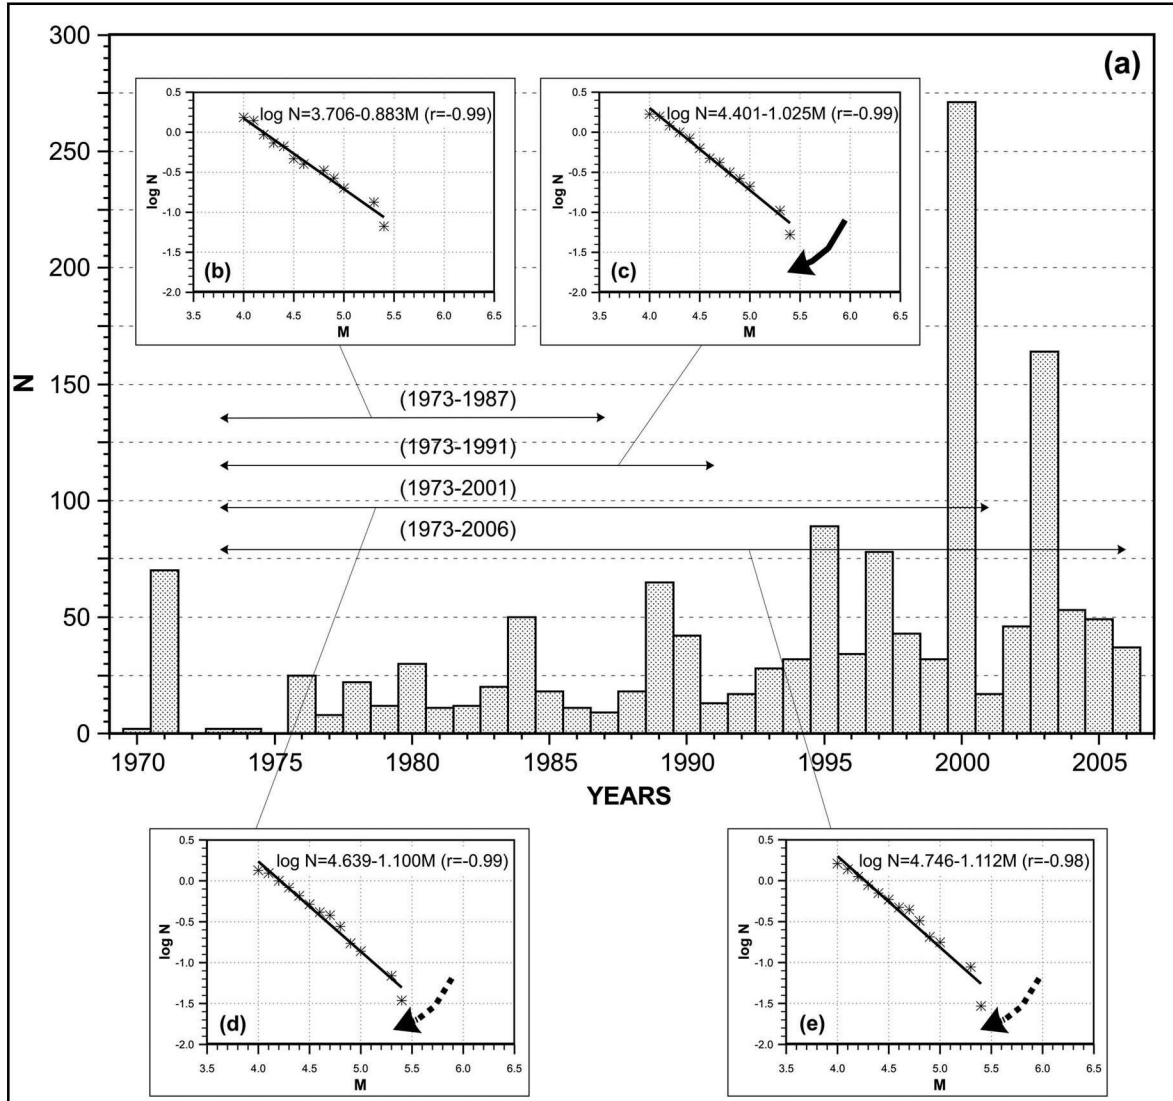 (a)
300
250
200
150
100
50
0
N
log N=3.706-0.883M (r=-0.99)
0.5
0.0
-0.5
-1.0
-1.5
-2.0
log N
(b)
3.5 4.0 4.5 5.0 5.5 6.0 6.5
M
log N=4.401-1.025M (r=-0.99)
0.5
0.0
-0.5
-1.0
-1.5
-2.0
log N
(c)
3.5 4.0 4.5 5.0 5.5 6.0 6.5
M
(1973-1987)
(1973-1991)
(1973-2001)
(1973-2006)
1970 1975 1980 1985 1990 1995 2000 2005
YEARS
log N=4.639-1.100M (r=-0.99)
0.5
0.0
-0.5
-1.0
-1.5
-2.0
log N
(d)
3.5 4.0 4.5 5.0 5.5 6.0 6.5
M
log N=4.746-1.112M (r=-0.98)
0.5
0.0
-0.5
-1.0
-1.5
-2.0
log N
(e)
3.5 4.0 4.5 5.0 5.5 6.0 6.5
M